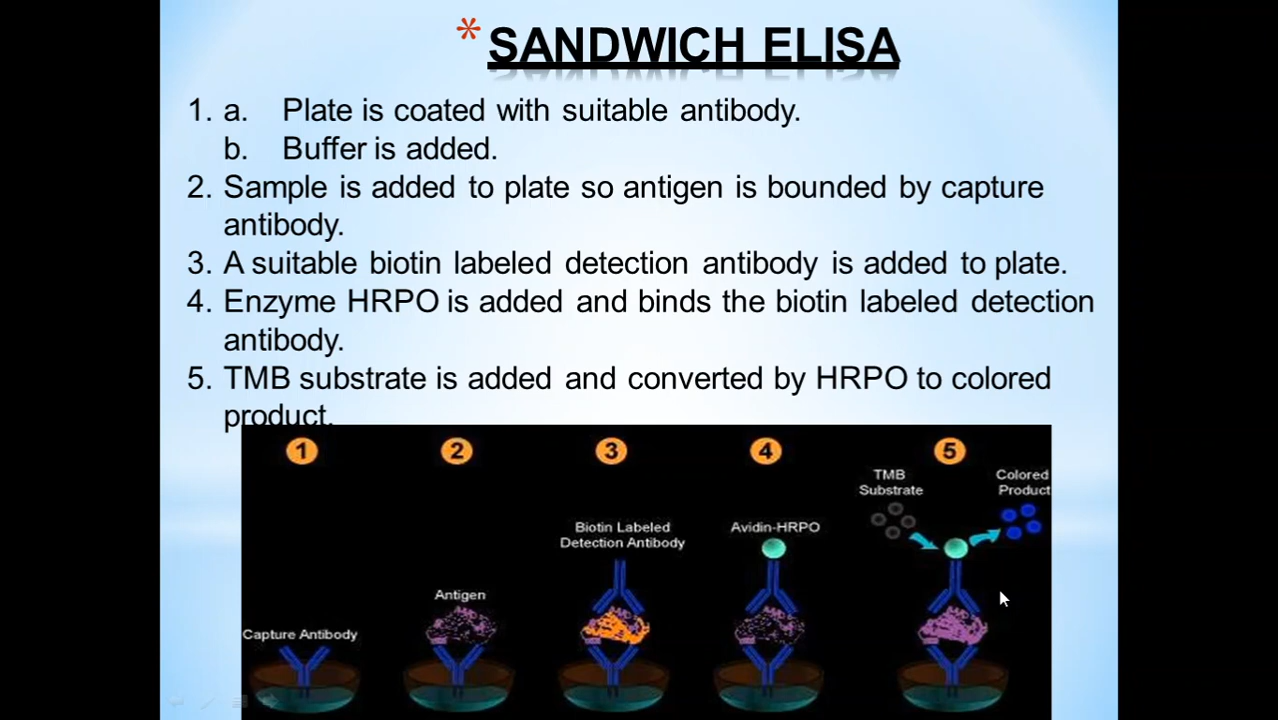 * SANDWICH ELISA
1. a. Plate is coated with suitable antibody.
b. Buffer is added.
2. Sample is added to plate so antigen is bounded by capture
antibody.
3. A suitable biotin labeled detection antibody is added to plate.
4. Enzyme HRPO is added and binds the biotin labeled detection
antibody.
5. TMB substrate is added and converted by HRPO to colored
product.
1 2 3 4 5
TMB
Substrate
Colored
Product
Biotin Labeled
Detection Antibody
Avidin-HRPO
Antigen
Capture Antibody